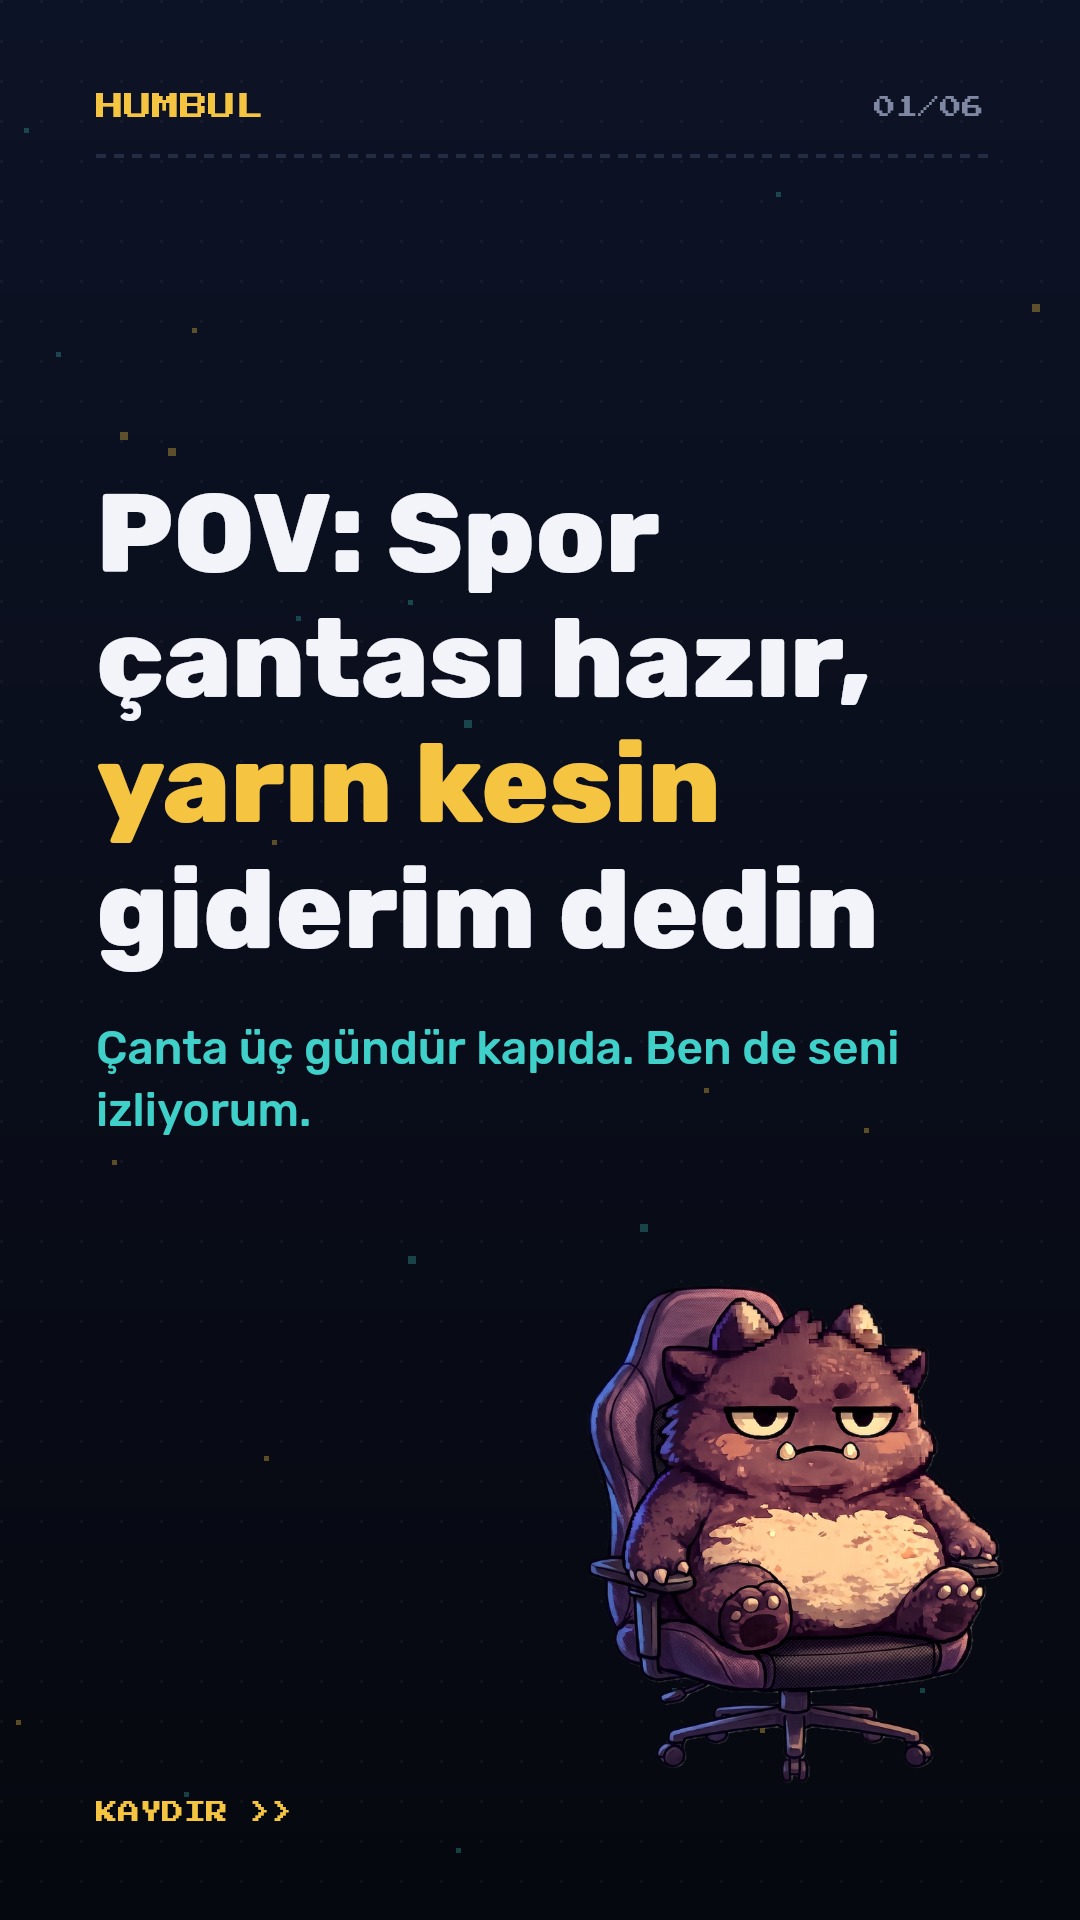 HUMBUL
01/06
POV: Spor
çantası hazır,
yarın kesin
giderim dedin
Çanta üç gündür kapıda. Ben de seni
izliyorum.
KAYDIR >>